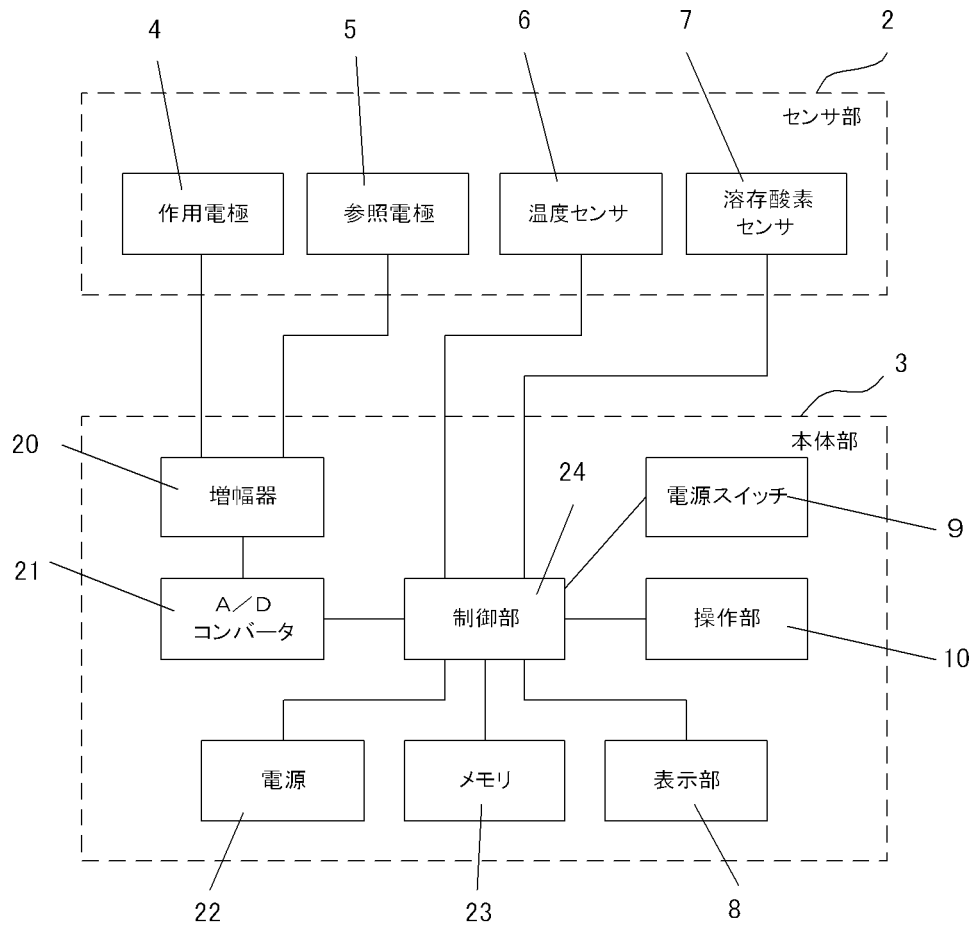 4
5
6
7
2
センサ部
作用電極
参照電極
温度センサ
溶存酸素
センサ
3
本体部
20
増幅器
24
電源スイッチ
9
21
A/D
コンバータ
制御部
操作部
10
電源
メモリ
表示部
22
23
8